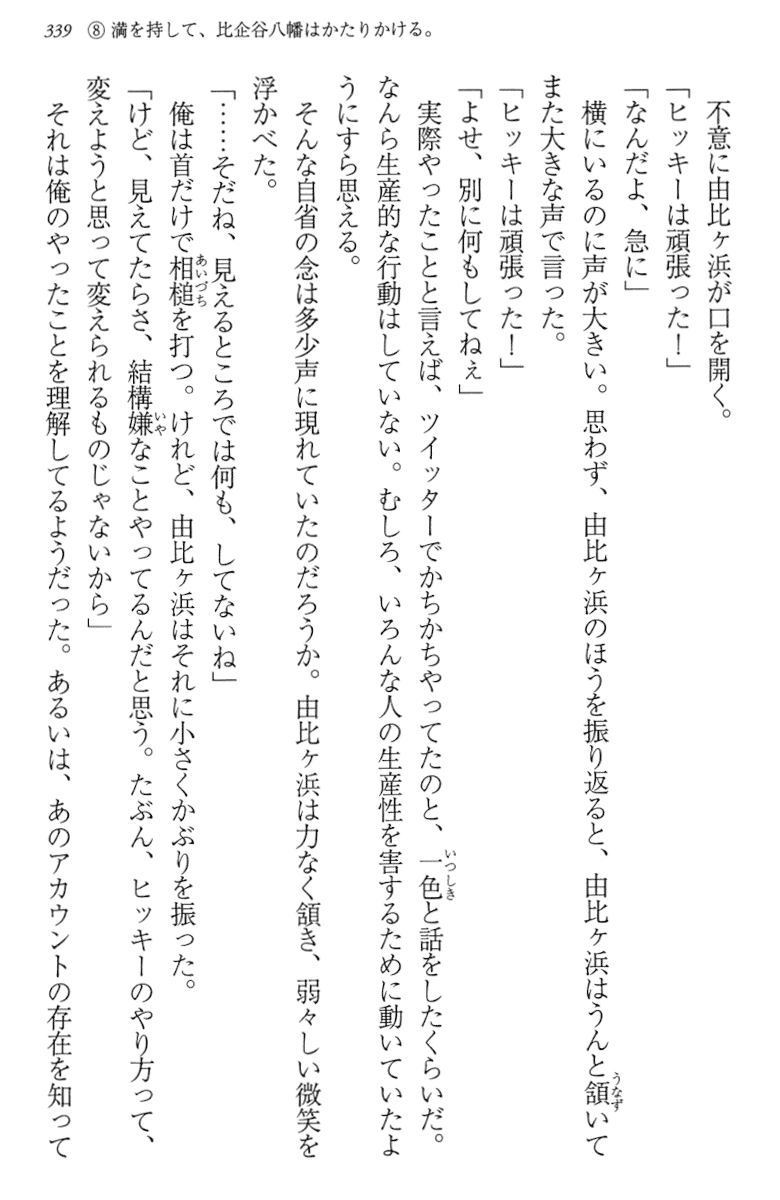 339 ⑧ 満を持して、比企谷八幡はかたりかける。
不意に由比ヶ浜が口を開く。
「ヒッキーは頑張った！」
「なんだよ、急に」
横にいるのに声が大きい。思わず、由比ヶ浜のほうを振り返ると、由比ヶ浜はうんと頷いて
また大きな声で言った。
「ヒッキーは頑張った！」
「よせ、別に何もしてねぇ」
実際やったことと言えば、ツイッターでかちかちやってたのと、一色と話をしたくらいだ。
なんら生産的な行動はしていない。むしろ、いろんな人の生産性を害するために動いていたよ
うにすら思える。
そんな自省の念は多少声に現れていたのだろうか。由比ヶ浜は力なく頷き、弱々しい微笑を
浮かべた。
「……そだね、見えるところでは何も、してないね」
俺は首だけで相槌を打つ。けれど、由比ヶ浜はそれに小さくかぶりを振った。
「けど、見えてたらさ、結構嫌なことやってるんだと思う。たぶん、ヒッキーのやり方って、
変えようと思って変えられるものじゃないから」
それは俺のやったことを理解してるようだった。あるいは、あのアカウントの存在を知って